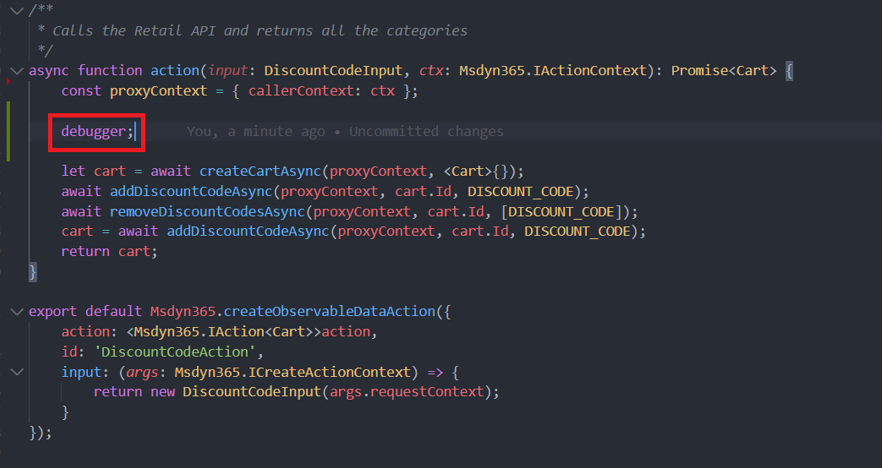 /**
 * Calls the Retail API and returns all the categories
 */
async function action(input: DiscountCodeInput, ctx: Msdyn365.IActionContext): Promise<Cart> {
    const proxyContext = { callerContext: ctx };
    debugger; You, a minute ago • Uncommitted changes
    let cart = await createCartAsync(proxyContext, <Cart>{});
    await addDiscountCodeAsync(proxyContext, cart.Id, DISCOUNT_CODE);
    await removeDiscountCodesAsync(proxyContext, cart.Id, [DISCOUNT_CODE]);
    cart = await addDiscountCodeAsync(proxyContext, cart.Id, DISCOUNT_CODE);
    return cart;
}
export default Msdyn365.createObservableDataAction({
    action: <Msdyn365.IAction<Cart>>action,
    id: 'DiscountCodeAction',
    input: (args: Msdyn365.ICreateActionContext) => {
        return new DiscountCodeInput(args.requestContext);
    }
});